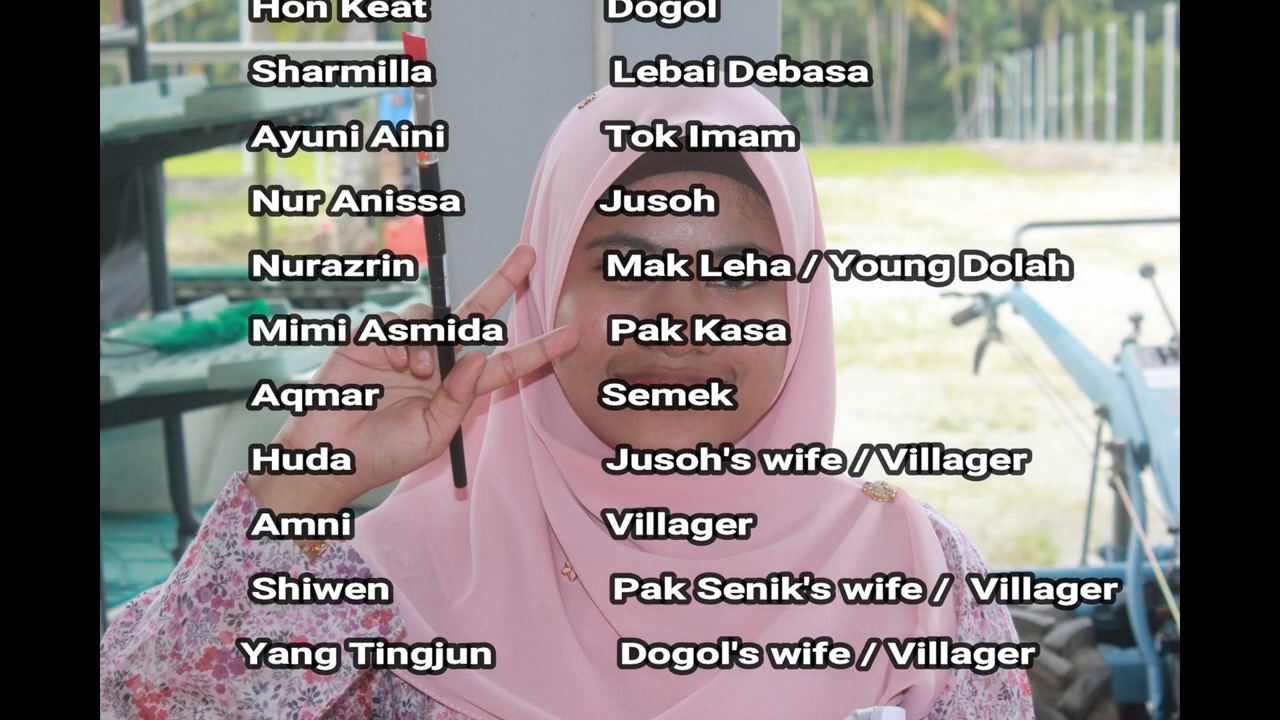 Hon Keat Dogol
Sharmilla Lebai Debasa
Ayuni Aini Tok Imam
Nur Anissa Jusoh
Nurazrin Mak Leha / Young Dolah
Mimi Asmida Pak Kasa
Aqmar Semek
Huda Jusoh's wife / Villager
Amni Villager
Shiwen Pak Senik's wife / Villager
Yang Tingjun Dogol's wife / Villager